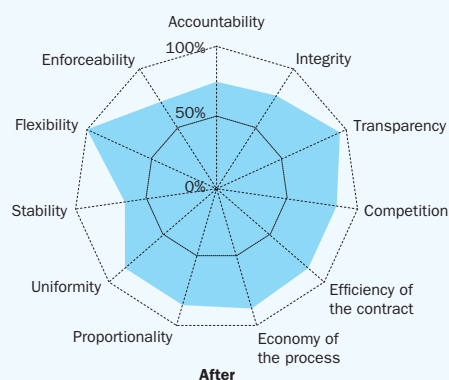 Accountability
100%
Enforceability
Integrity
50%
Flexibility
Transparency
0%
Stability
Competition
Uniformity
Efficiency of
the contract
Proportionality
Economy of
the process
After